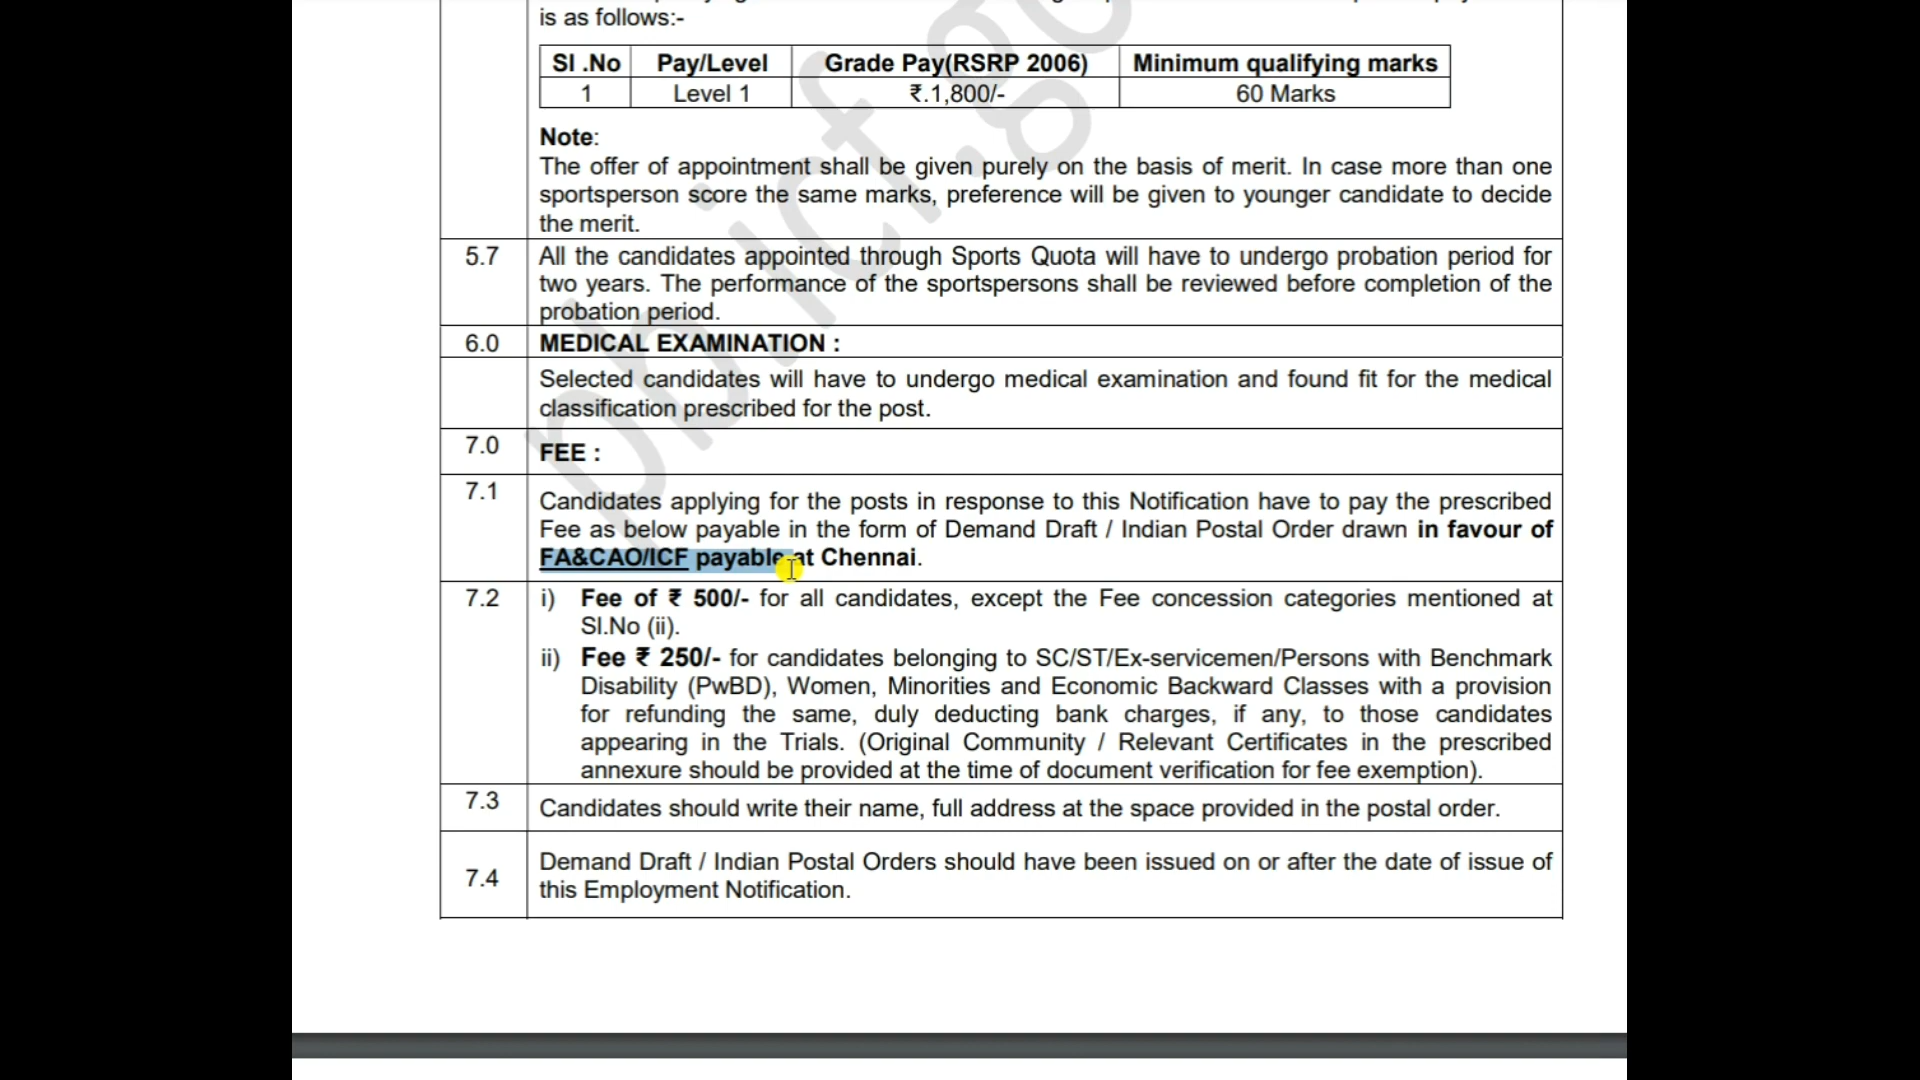 is as follows:-
Sl .No Pay/Level Grade Pay(RSRP 2006) Minimum qualifying marks
1 Level 1 ₹.1,800/- 60 Marks
Note:
The offer of appointment shall be given purely on the basis of merit. In case more than one
sportsperson score the same marks, preference will be given to younger candidate to decide
the merit.
5.7 All the candidates appointed through Sports Quota will have to undergo probation period for
two years. The performance of the sportspersons shall be reviewed before completion of the
probation period.
6.0 MEDICAL EXAMINATION :
Selected candidates will have to undergo medical examination and found fit for the medical
classification prescribed for the post.
7.0 FEE :
7.1 Candidates applying for the posts in response to this Notification have to pay the prescribed
Fee as below payable in the form of Demand Draft / Indian Postal Order drawn in favour of
FA&CAO/ICF payable at Chennai.
7.2 i) Fee of ₹ 500/- for all candidates, except the Fee concession categories mentioned at
Sl.No (ii).
ii) Fee ₹ 250/- for candidates belonging to SC/ST/Ex-servicemen/Persons with Benchmark
Disability (PwBD), Women, Minorities and Economic Backward Classes with a provision
for refunding the same, duly deducting bank charges, if any, to those candidates
appearing in the Trials. (Original Community / Relevant Certificates in the prescribed
annexure should be provided at the time of document verification for fee exemption).
7.3 Candidates should write their name, full address at the space provided in the postal order.
7.4 Demand Draft / Indian Postal Orders should have been issued on or after the date of issue of
this Employment Notification.
pbicf.go